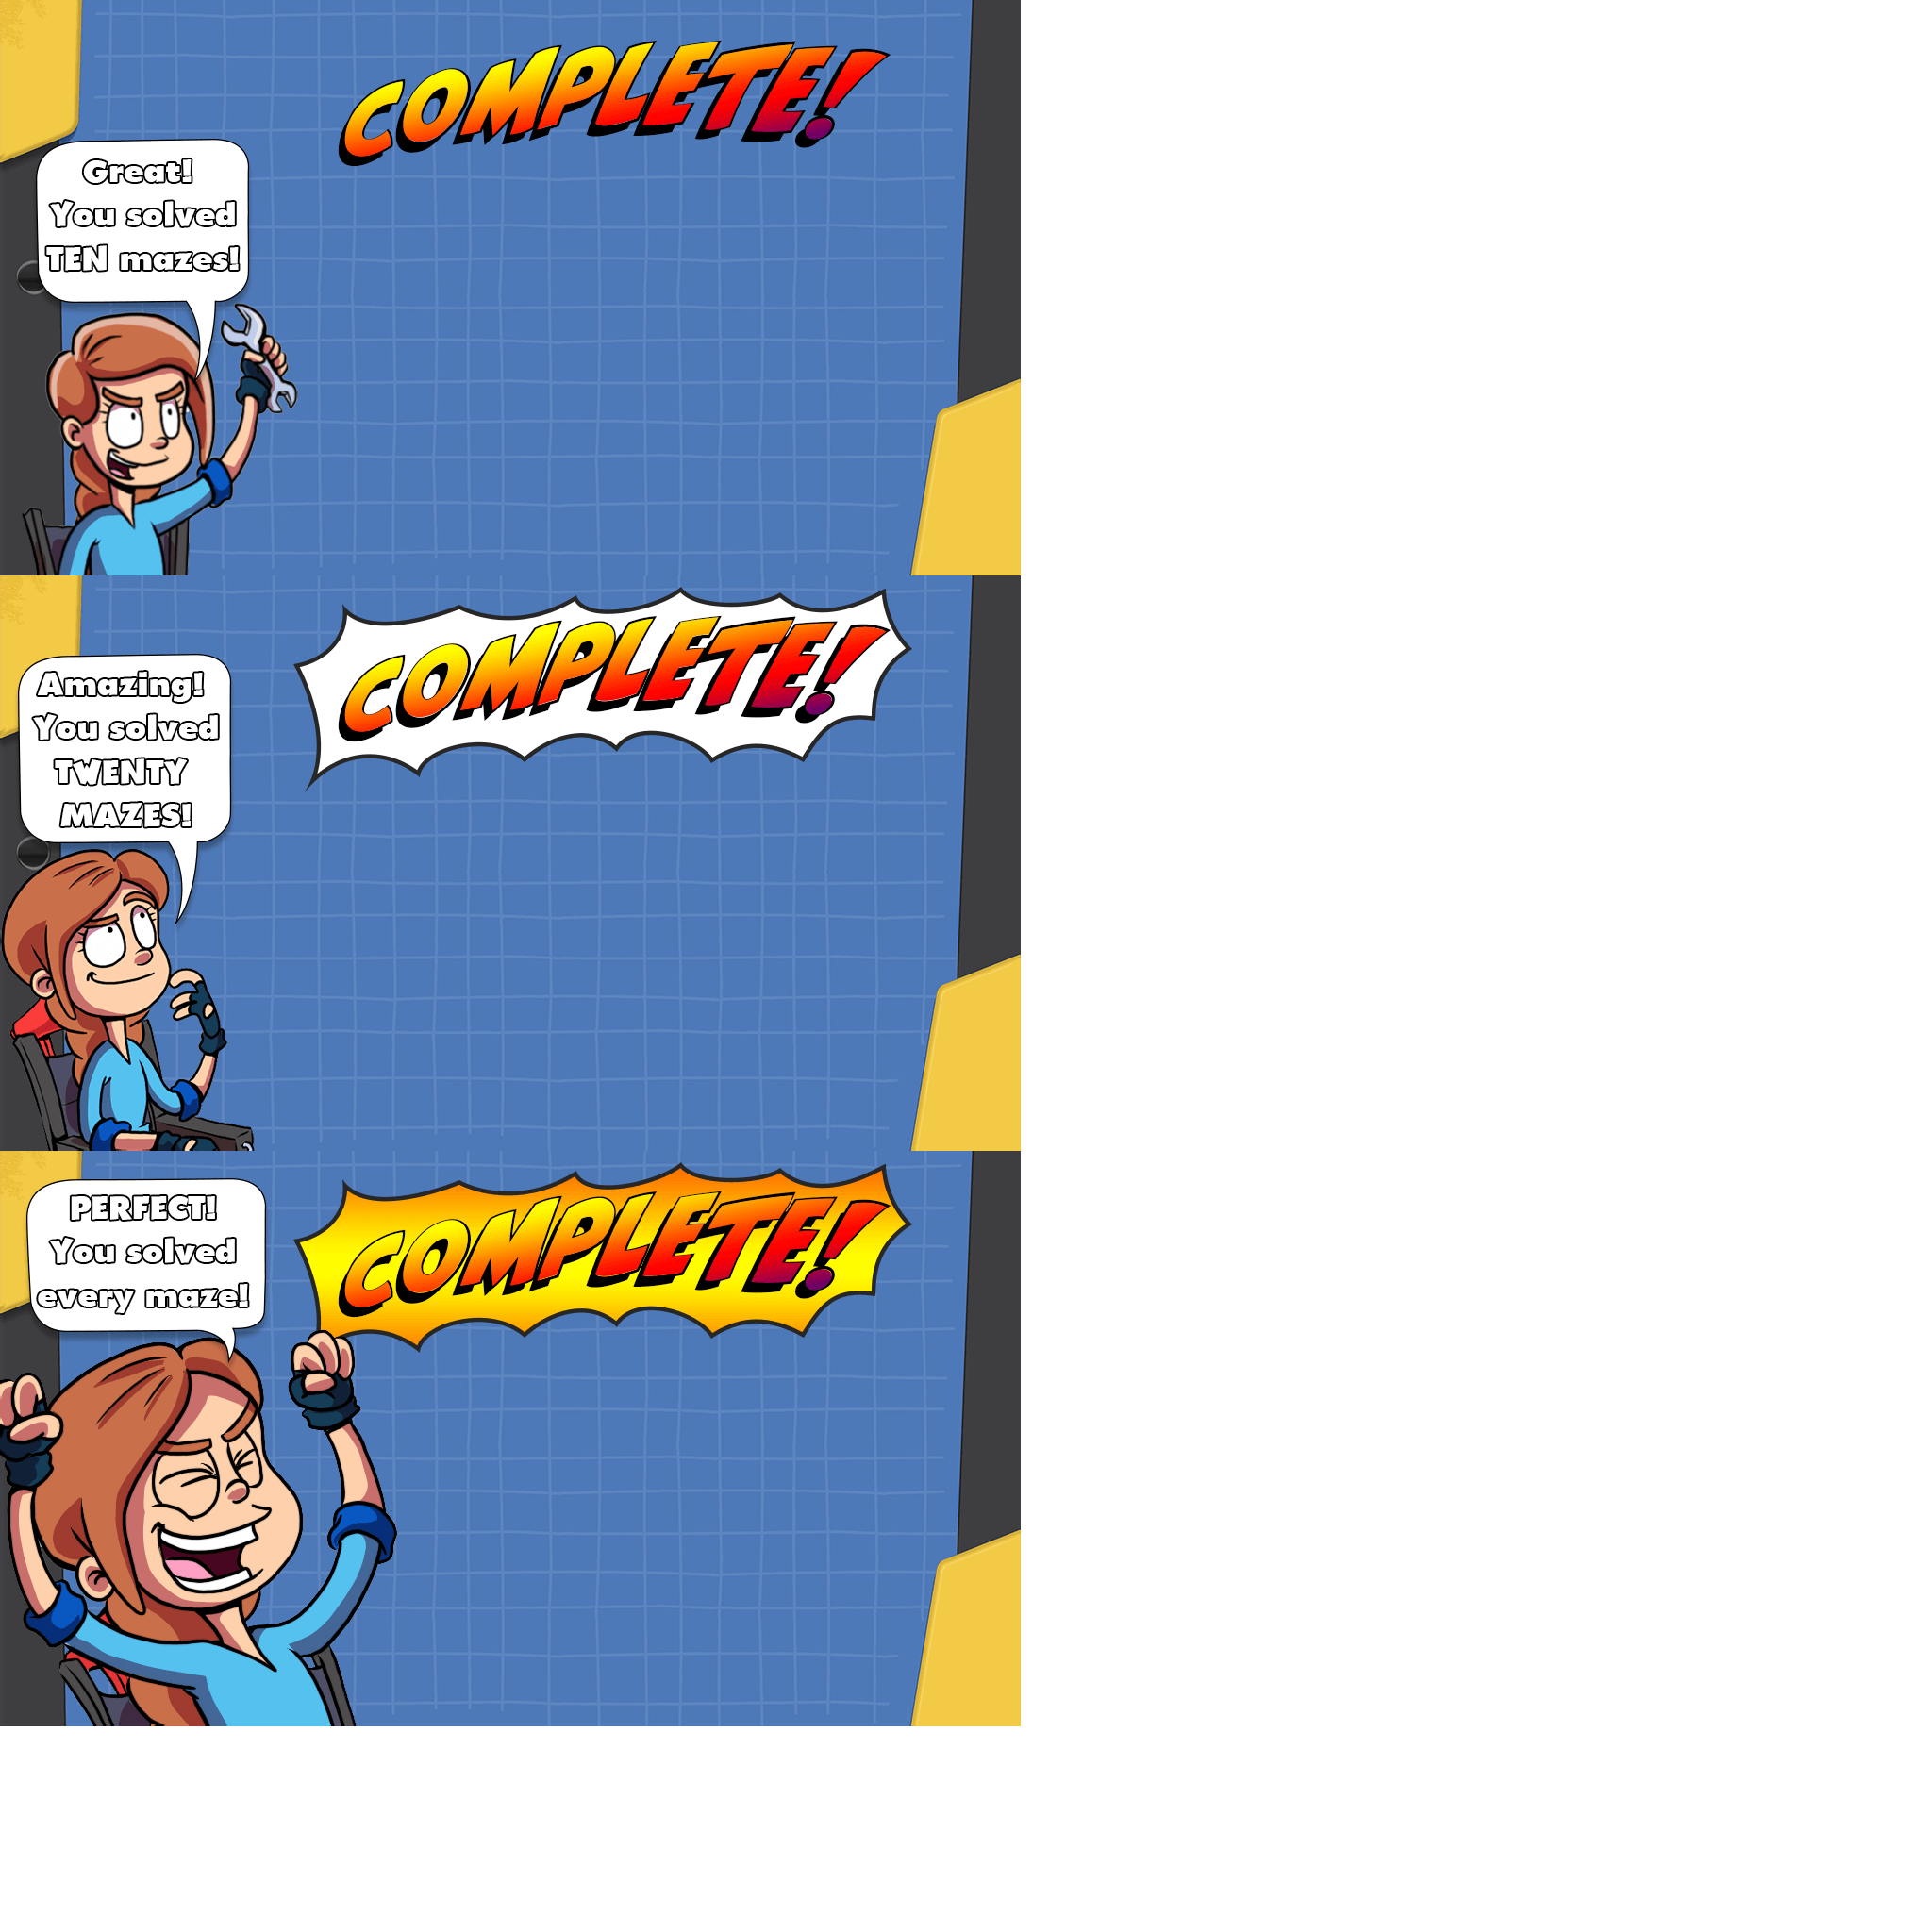 COMPLETE!
Great!
You solved
TEN mazes!
COMPLETE!
Amazing!
You solved
TWENTY
MAZES!
COMPLETE!
PERFECT!
You solved
every maze!